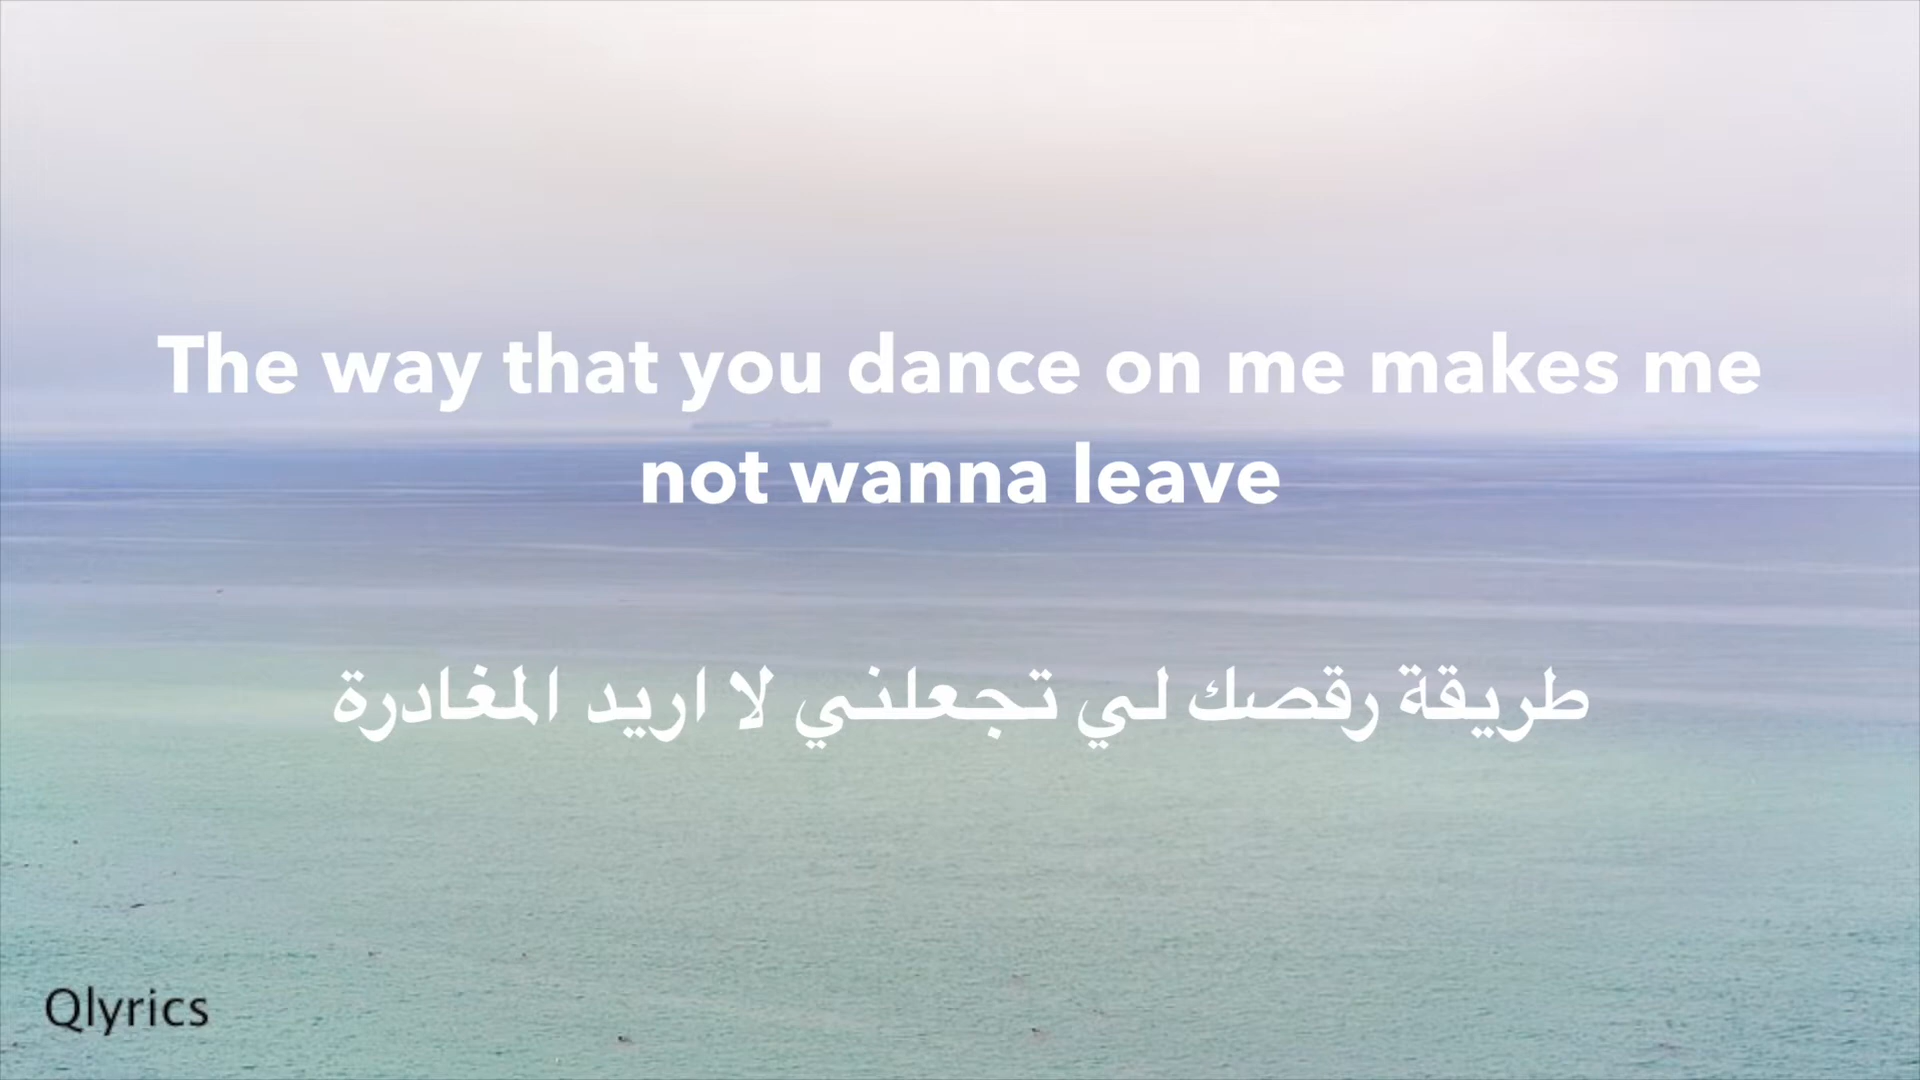 The way that you dance on me makes me
not wanna leave
طريقة رقصك لي تجعلني لا اريد المغادرة
Qlyrics